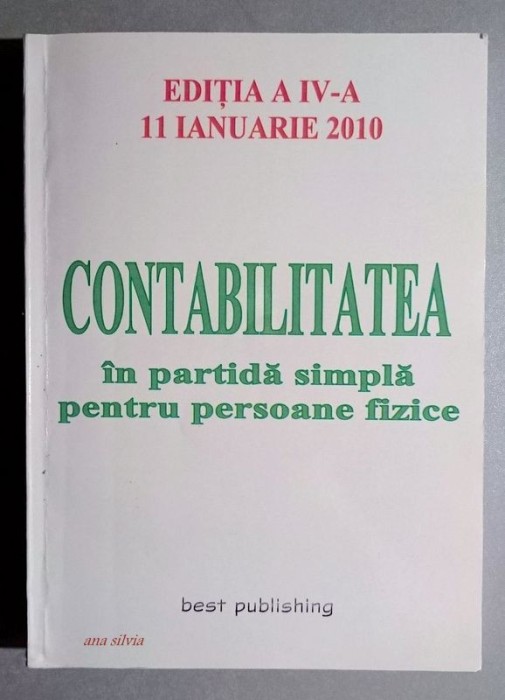 EDIȚIA A IV-A
11 IANUARIE 2010
CONTABILITATEA
în partidă simplă
pentru persoane fizice
best publishing
ana silvia